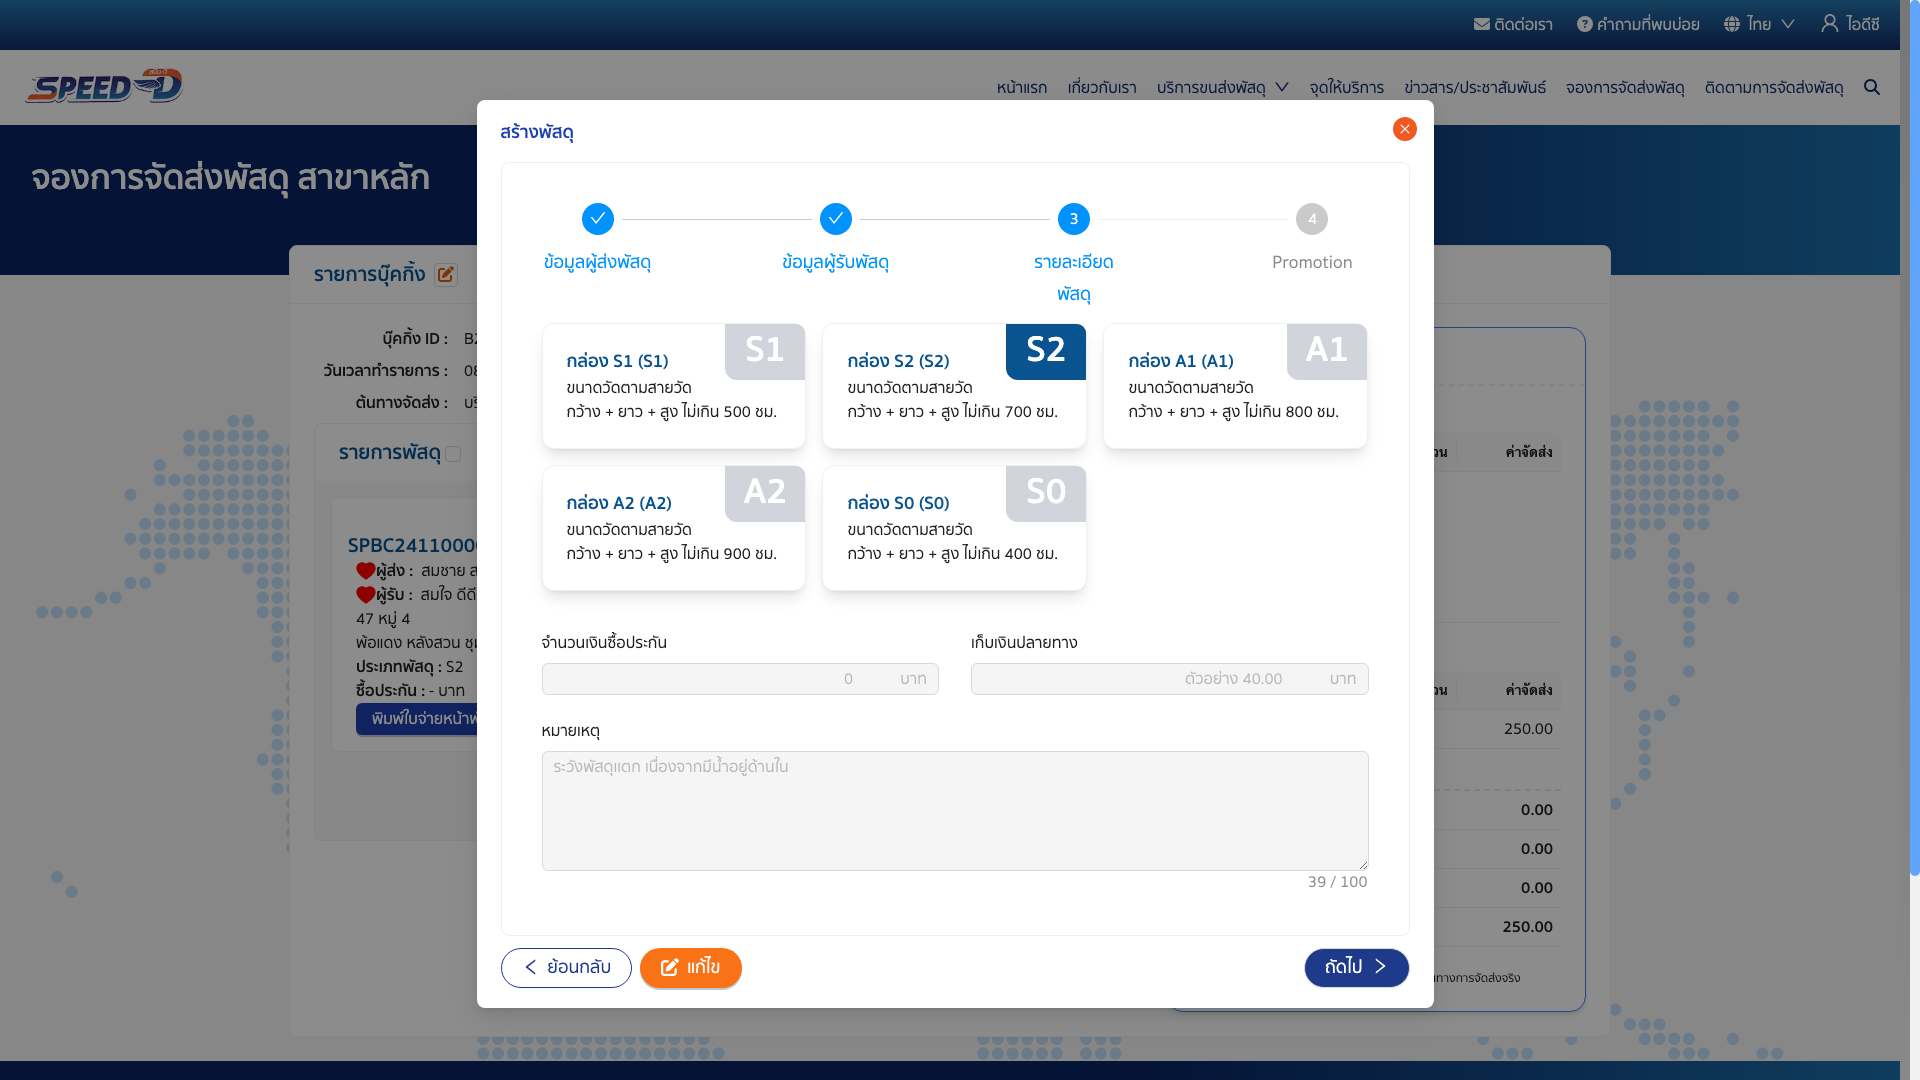 ติดต่อเรา
คำถามที่พบบ่อย
ไทย
ไอดีซี
SPEED D
หน้าแรก
เกี่ยวกับเรา
บริการขนส่งพัสดุ
จุดให้บริการ
ข่าวสาร/ประชาสัมพันธ์
จองการจัดส่งพัสดุ
ติดตามการจัดส่งพัสดุ
จองการจัดส่งพัสดุ สาขาหลัก
รายการบุ๊คกิ้ง
บุ๊คกิ้ง ID :
วันเวลาทำรายการ :
ต้นทางจัดส่ง :
รายการพัสดุ
SPBC2411000
ผู้ส่ง : สมชาย
ผู้รับ : สมใจ ดีดี
47 หมู่ 4
พ้อแดง หลังสวน
ประเภทพัสดุ : S2
ซื้อประกัน : - บาท
พิมพ์ใบจ่ายหน้า
สร้างพัสดุ
ข้อมูลผู้ส่งพัสดุ
ข้อมูลผู้รับพัสดุ
3
รายละเอียด
พัสดุ
4
Promotion
กล่อง S1 (S1)
S1
ขนาดวัดตามสายวัด
กว้าง + ยาว + สูง ไม่เกิน 500 ซม.
กล่อง S2 (S2)
S2
ขนาดวัดตามสายวัด
กว้าง + ยาว + สูง ไม่เกิน 700 ซม.
กล่อง A1 (A1)
A1
ขนาดวัดตามสายวัด
กว้าง + ยาว + สูง ไม่เกิน 800 ซม.
กล่อง A2 (A2)
A2
ขนาดวัดตามสายวัด
กว้าง + ยาว + สูง ไม่เกิน 900 ซม.
กล่อง S0 (S0)
S0
ขนาดวัดตามสายวัด
กว้าง + ยาว + สูง ไม่เกิน 400 ซม.
จำนวนเงินซื้อประกัน
0 บาท
เก็บเงินปลายทาง
ตัวอย่าง 40.00 บาท
หมายเหตุ
ระวังพัสดุแตก เนื่องจากมีน้ำอยู่ด้านใน
39 / 100
ย้อนกลับ
แก้ไข
ถัดไป
ค่าจัดส่ง
ค่าจัดส่ง
250.00
0.00
0.00
0.00
250.00
ทางการจัดส่งจริง